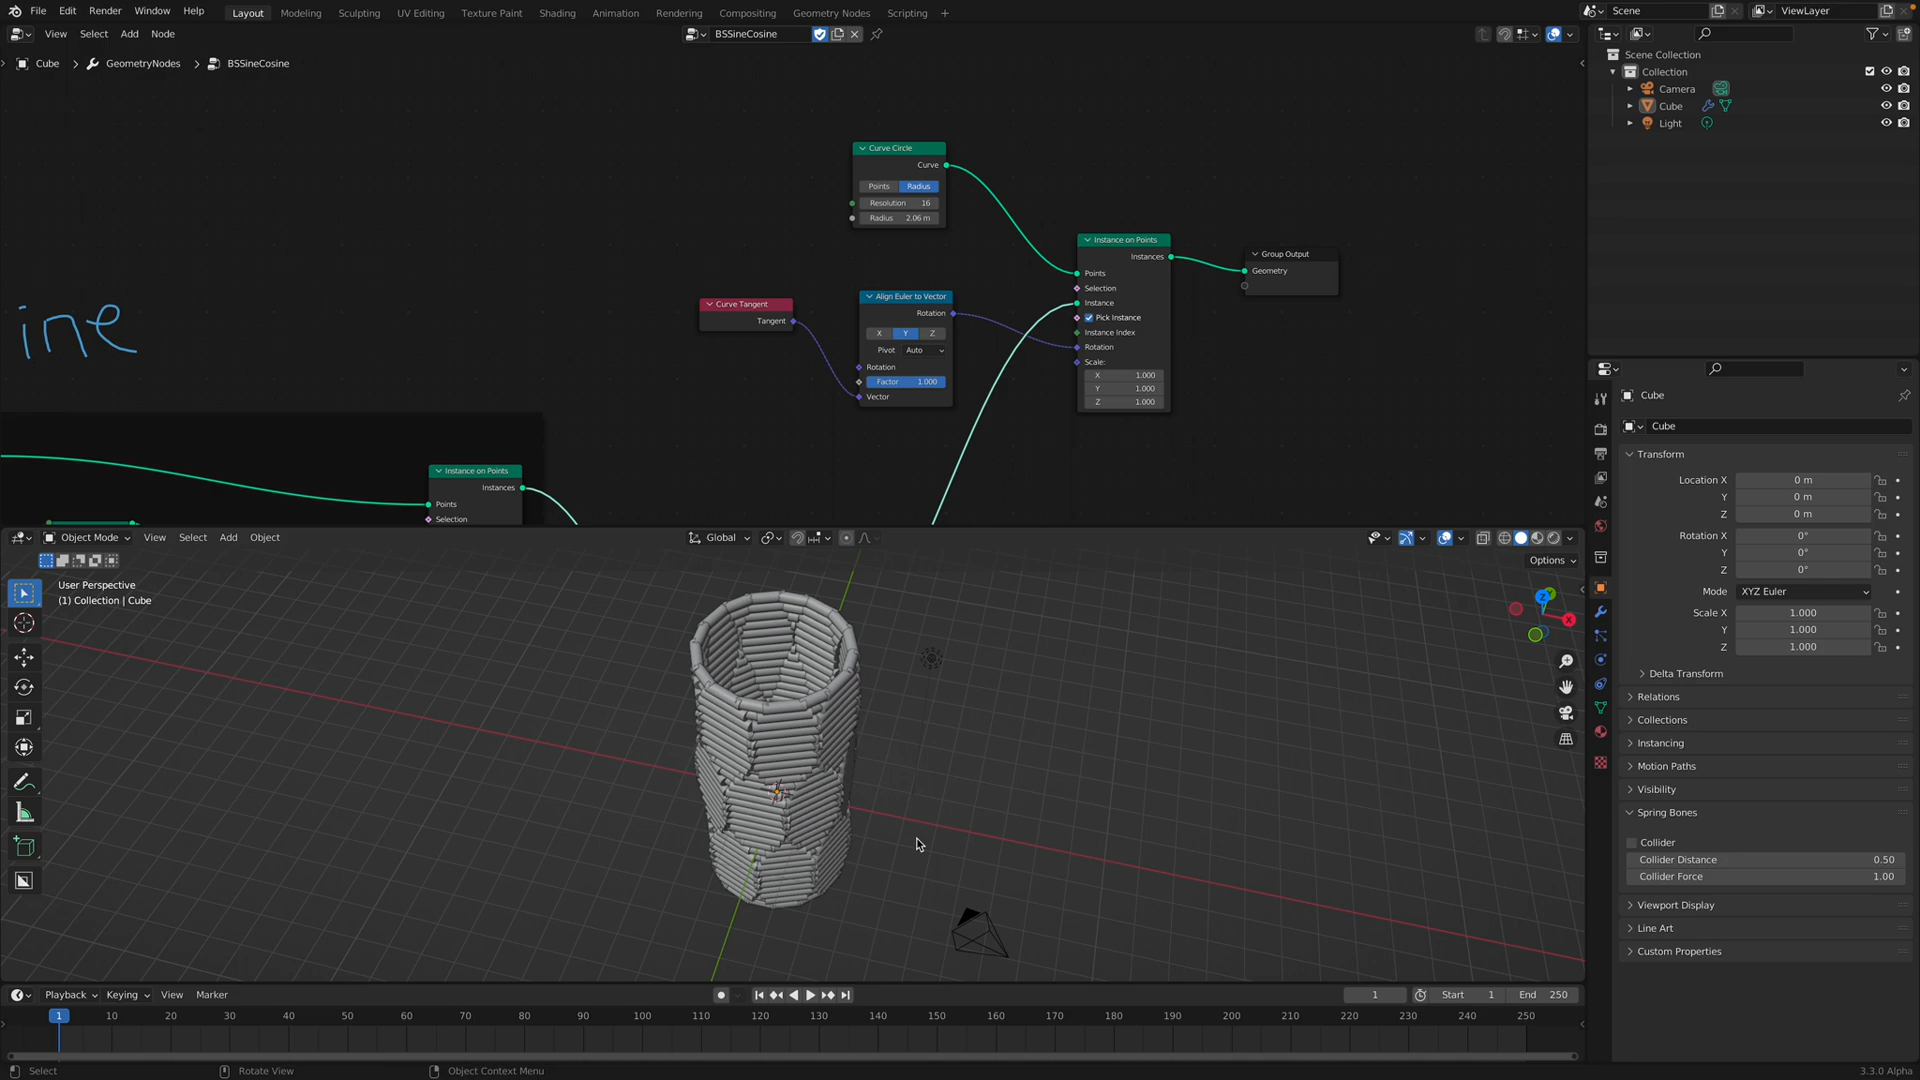 File Edit Render Window Help Layout Modeling Sculpting UV Editing Texture Paint Shading Animation Rendering Compositing Geometry Nodes Scripting + Scene ViewLayer
View Select Add Node BSSineCosine
Cube > GeometryNodes > BSSineCosine
Scene Collection
Collection
Camera
Cube
Light
Curve Circle
Curve
Points Radius
Resolution 16
Radius 2.06 m
Instance on Points
Instances
Points
Selection
Instance
Pick Instance
Instance Index
Rotation
Scale:
X 1.000
Y 1.000
Z 1.000
Group Output
Geometry
Curve Tangent
Tangent
Align Euler to Vector
Rotation
X Y Z
Pivot Auto
Rotation
Factor 1.000
Vector
ine
Instance on Points
Instances
Points
Selection
Object Mode View Select Add Object Global
Options
User Perspective
(1) Collection | Cube
Z
X
Cube
Cube
Transform
Location X 0 m
Y 0 m
Z 0 m
Rotation X 0°
Y 0°
Z 0°
Mode XYZ Euler
Scale X 1.000
Y 1.000
Z 1.000
Delta Transform
Relations
Collections
Instancing
Motion Paths
Visibility
Spring Bones
Collider
Collider Distance 0.50
Collider Force 1.00
Viewport Display
Line Art
Custom Properties
Playback Keying View Marker 1 Start 1 End 250
1 10 20 30 40 50 60 70 80 90 100 110 120 130 140 150 160 170 180 190 200 210 220 230 240 250
Select Rotate View Object Context Menu 3.3.0 Alpha